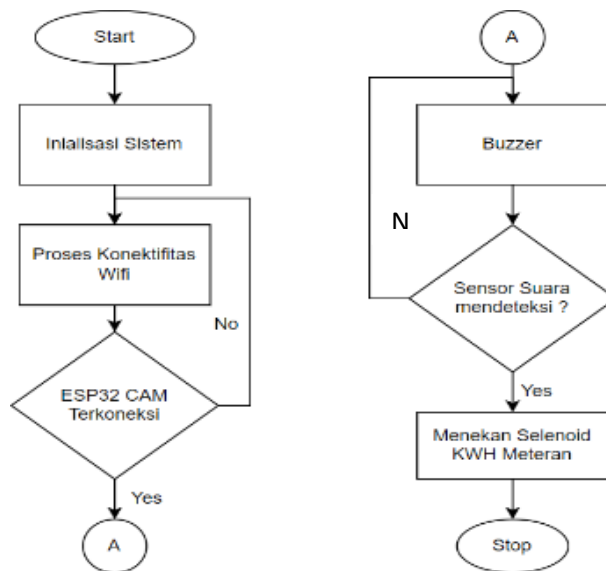 Start
Inialisasi Sistem
Proses Konektifitas
Wifi
No
ESP32 CAM
Terkoneksi
Yes
A
A
Buzzer
N
Sensor Suara
mendeteksi ?
Yes
Menekan Selenoid
KWH Meteran
Stop